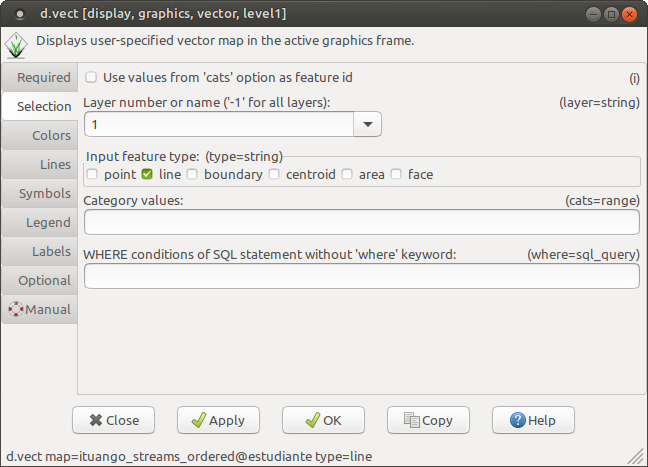 d.vect [display, graphics, vector, level1]
Displays user-specified vector map in the active graphics frame.
Required
Selection
Colors
Lines
Symbols
Legend
Labels
Optional
Manual
Use values from 'cats' option as feature id (i)
Layer number or name ('-1' for all layers): (layer=string)
1
Input feature type: (type=string)
point line boundary centroid area face
Category values: (cats=range)
WHERE conditions of SQL statement without 'where' keyword: (where=sql_query)
Close Apply OK Copy Help
d.vect map=ituango_streams_ordered@estudiante type=line